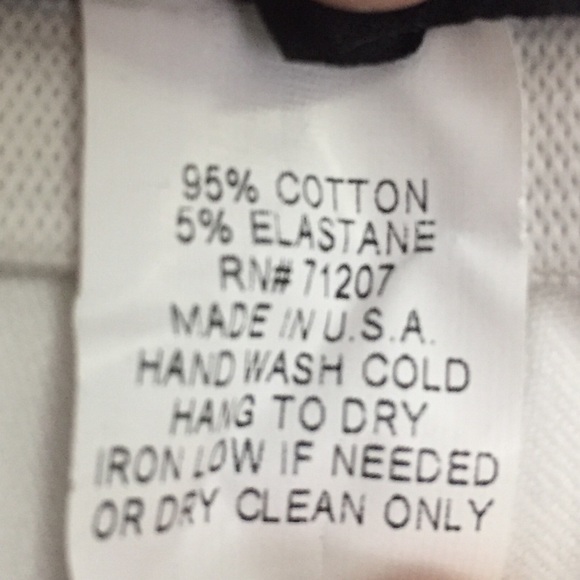 95% COTTON
5% ELASTANE
RN# 71207
MADE IN U.S.A.
HAND WASH COLD
HANG TO DRY
IRON LOW IF NEEDED
OR DRY CLEAN ONLY